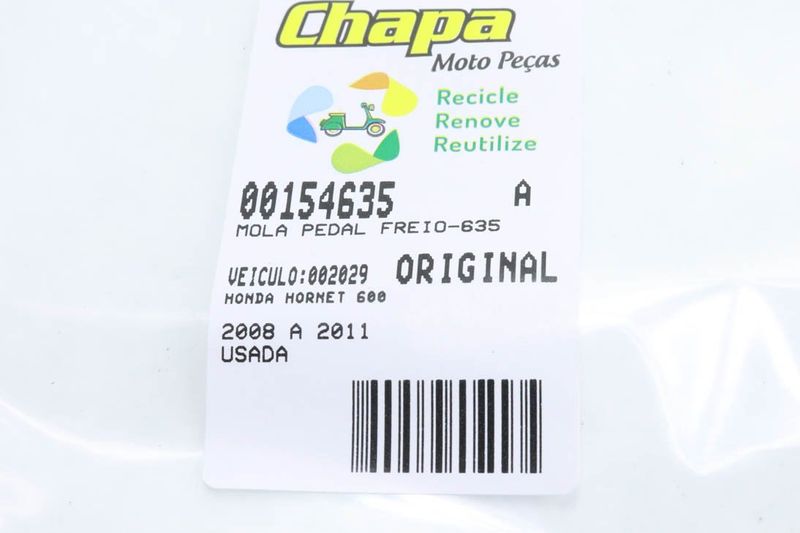 Chapa
Moto Peças
Recicle
Renove
Reutilize
00154635 A
MOLA PEDAL FREIO-635
VEICULO:002029 ORIGINAL
HONDA HORNET 600
2008 A 2011
USADA